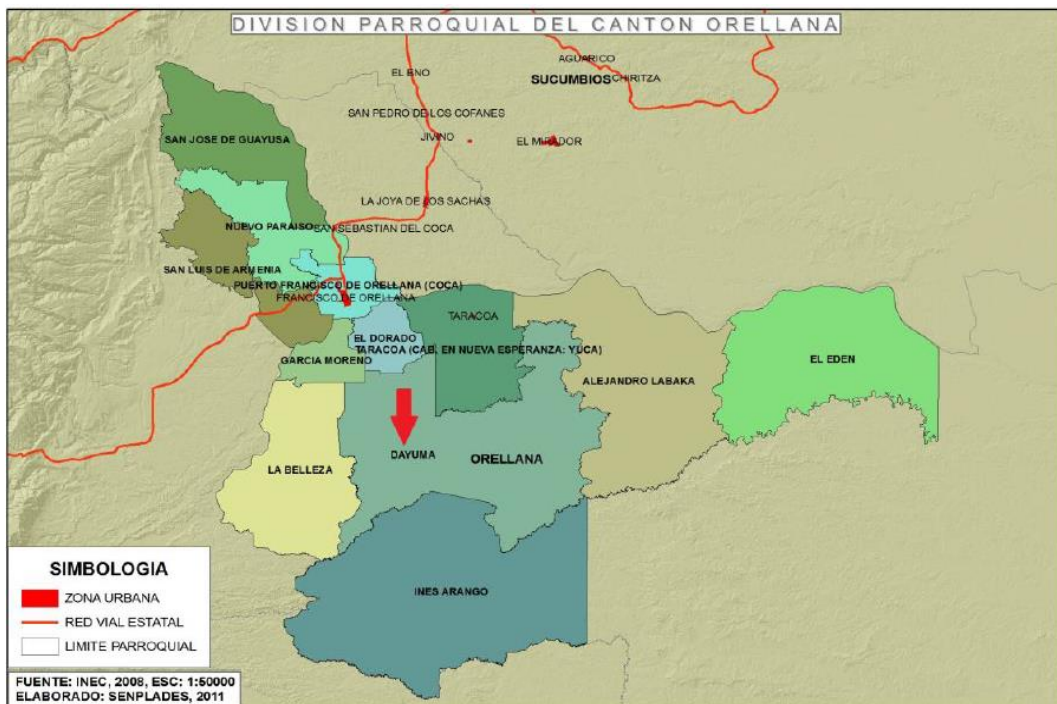 DIVISION PARROQUIAL DEL CANTON ORELLANA
AGUARICO
EL ENO
SUCUMBIOS
CHIRITZA
SAN PEDRO DE LOS COFANES
JIVINO
EL MIRADOR
SAN JOSE DE GUAYUSA
LA JOYA DE LOS SACHAS
NUEVO PARAISO
SAN SEBASTIAN DEL COCA
SAN LUIS DE ARMENIA
PUERTO FRANCISCO DE ORELLANA (COCA)
FRANCISCO DE ORELLANA
TARACOA
EL DORADO
TARACOA (CAB. EN NUEVA ESPERANZA: YUCA)
GARCIA MORENO
EL EDEN
ALEJANDRO LABAKA
DAYUMA
ORELLANA
LA BELLEZA
INES ARANGO
SIMBOLOGIA
ZONA URBANA
RED VIAL ESTATAL
LIMITE PARROQUIAL
FUENTE: INEC, 2008, ESC: 1:50000
ELABORADO: SENPLADES, 2011